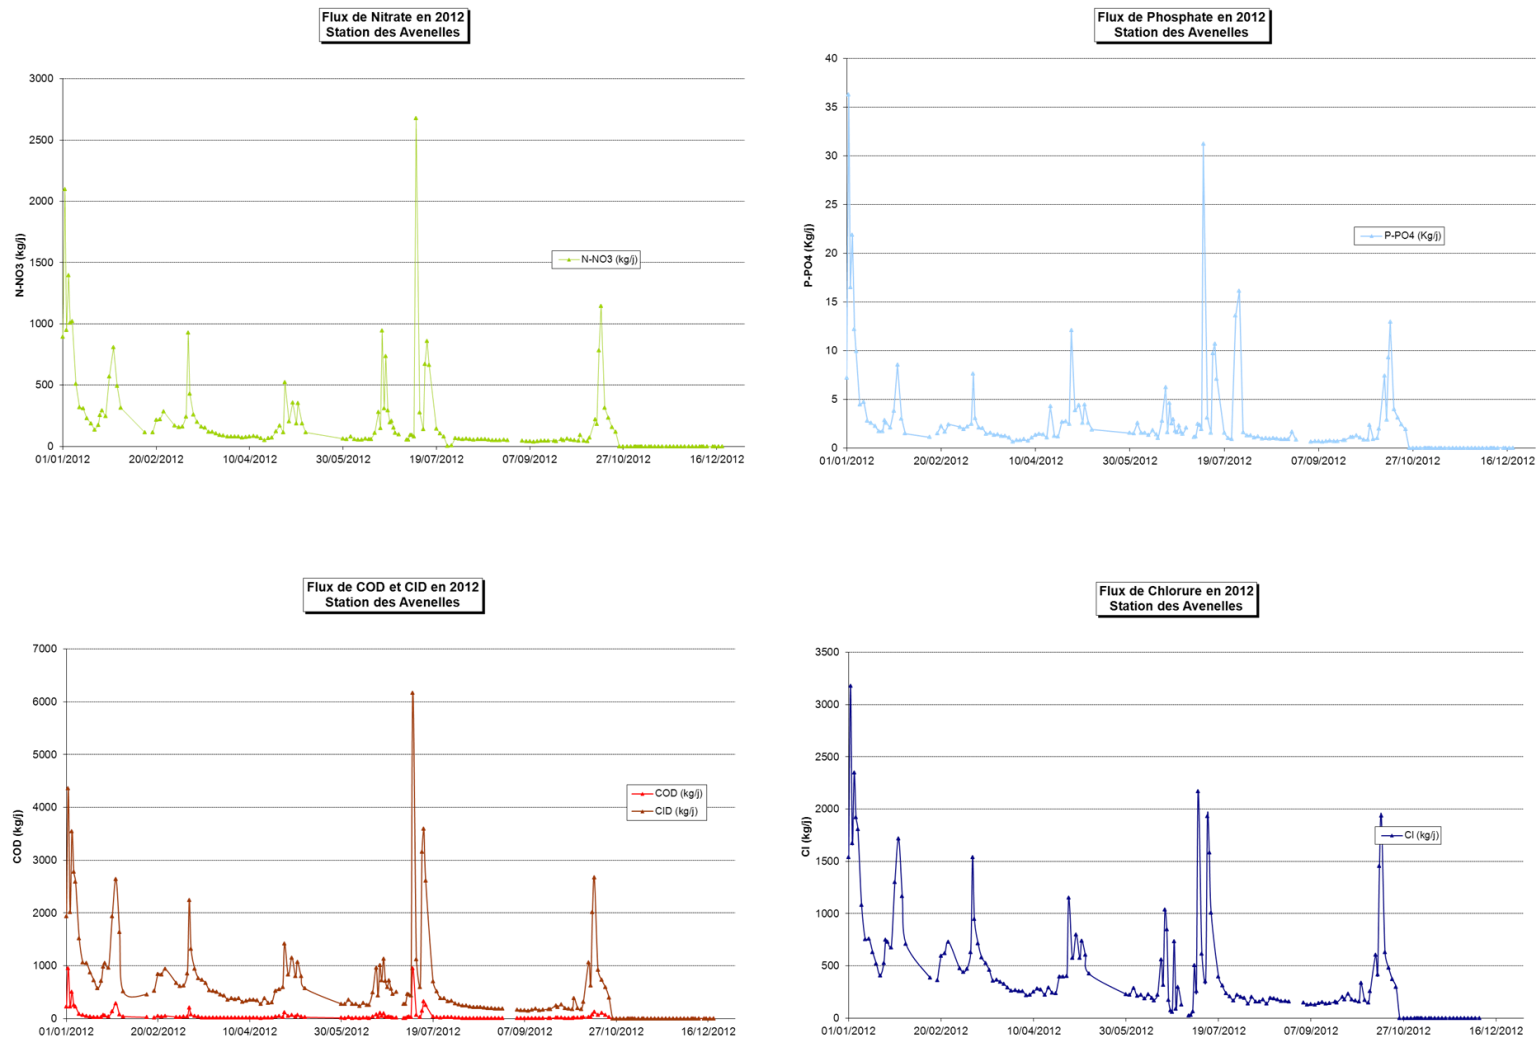 Flux de Nitrate en 2012
Station des Avenelles
3000
2500
2000
1500
1000
500
0
N-NO3 (kg/j)
N-NO3 (kg/j)
01/01/2012 20/02/2012 10/04/2012 30/05/2012 19/07/2012 07/09/2012 27/10/2012 16/12/2012
Flux de Phosphate en 2012
Station des Avenelles
40
35
30
25
20
15
10
5
0
P-PO4 (Kg/j)
P-PO4 (Kg/j)
01/01/2012 20/02/2012 10/04/2012 30/05/2012 19/07/2012 07/09/2012 27/10/2012 16/12/2012
Flux de COD et CID en 2012
Station des Avenelles
7000
6000
5000
4000
3000
2000
1000
0
COD (kg/j)
COD (kg/j)
CID (kg/j)
01/01/2012 20/02/2012 10/04/2012 30/05/2012 19/07/2012 07/09/2012 27/10/2012 16/12/2012
Flux de Chlorure en 2012
Station des Avenelles
3500
3000
2500
2000
1500
1000
500
0
Cl (kg/j)
Cl (kg/j)
01/01/2012 20/02/2012 10/04/2012 30/05/2012 19/07/2012 07/09/2012 27/10/2012 16/12/2012